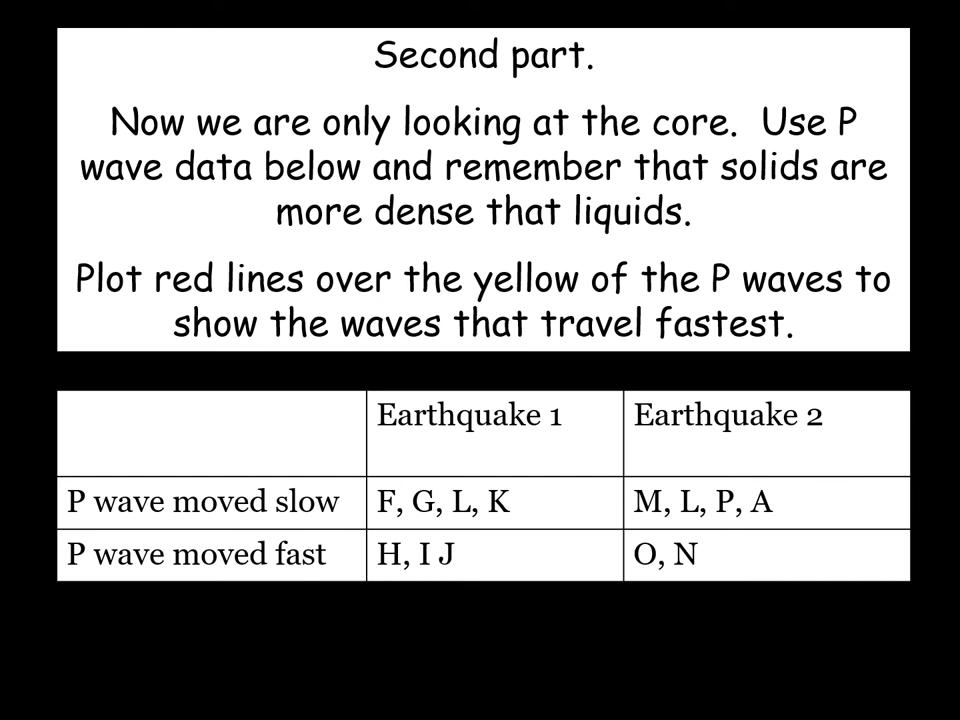 Second part.
Now we are only looking at the core.  Use P
wave data below and remember that solids are
more dense that liquids.
Plot red lines over the yellow of the P waves to
show the waves that travel fastest.
Earthquake 1 Earthquake 2
P wave moved slow F, G, L, K M, L, P, A
P wave moved fast H, I J O, N